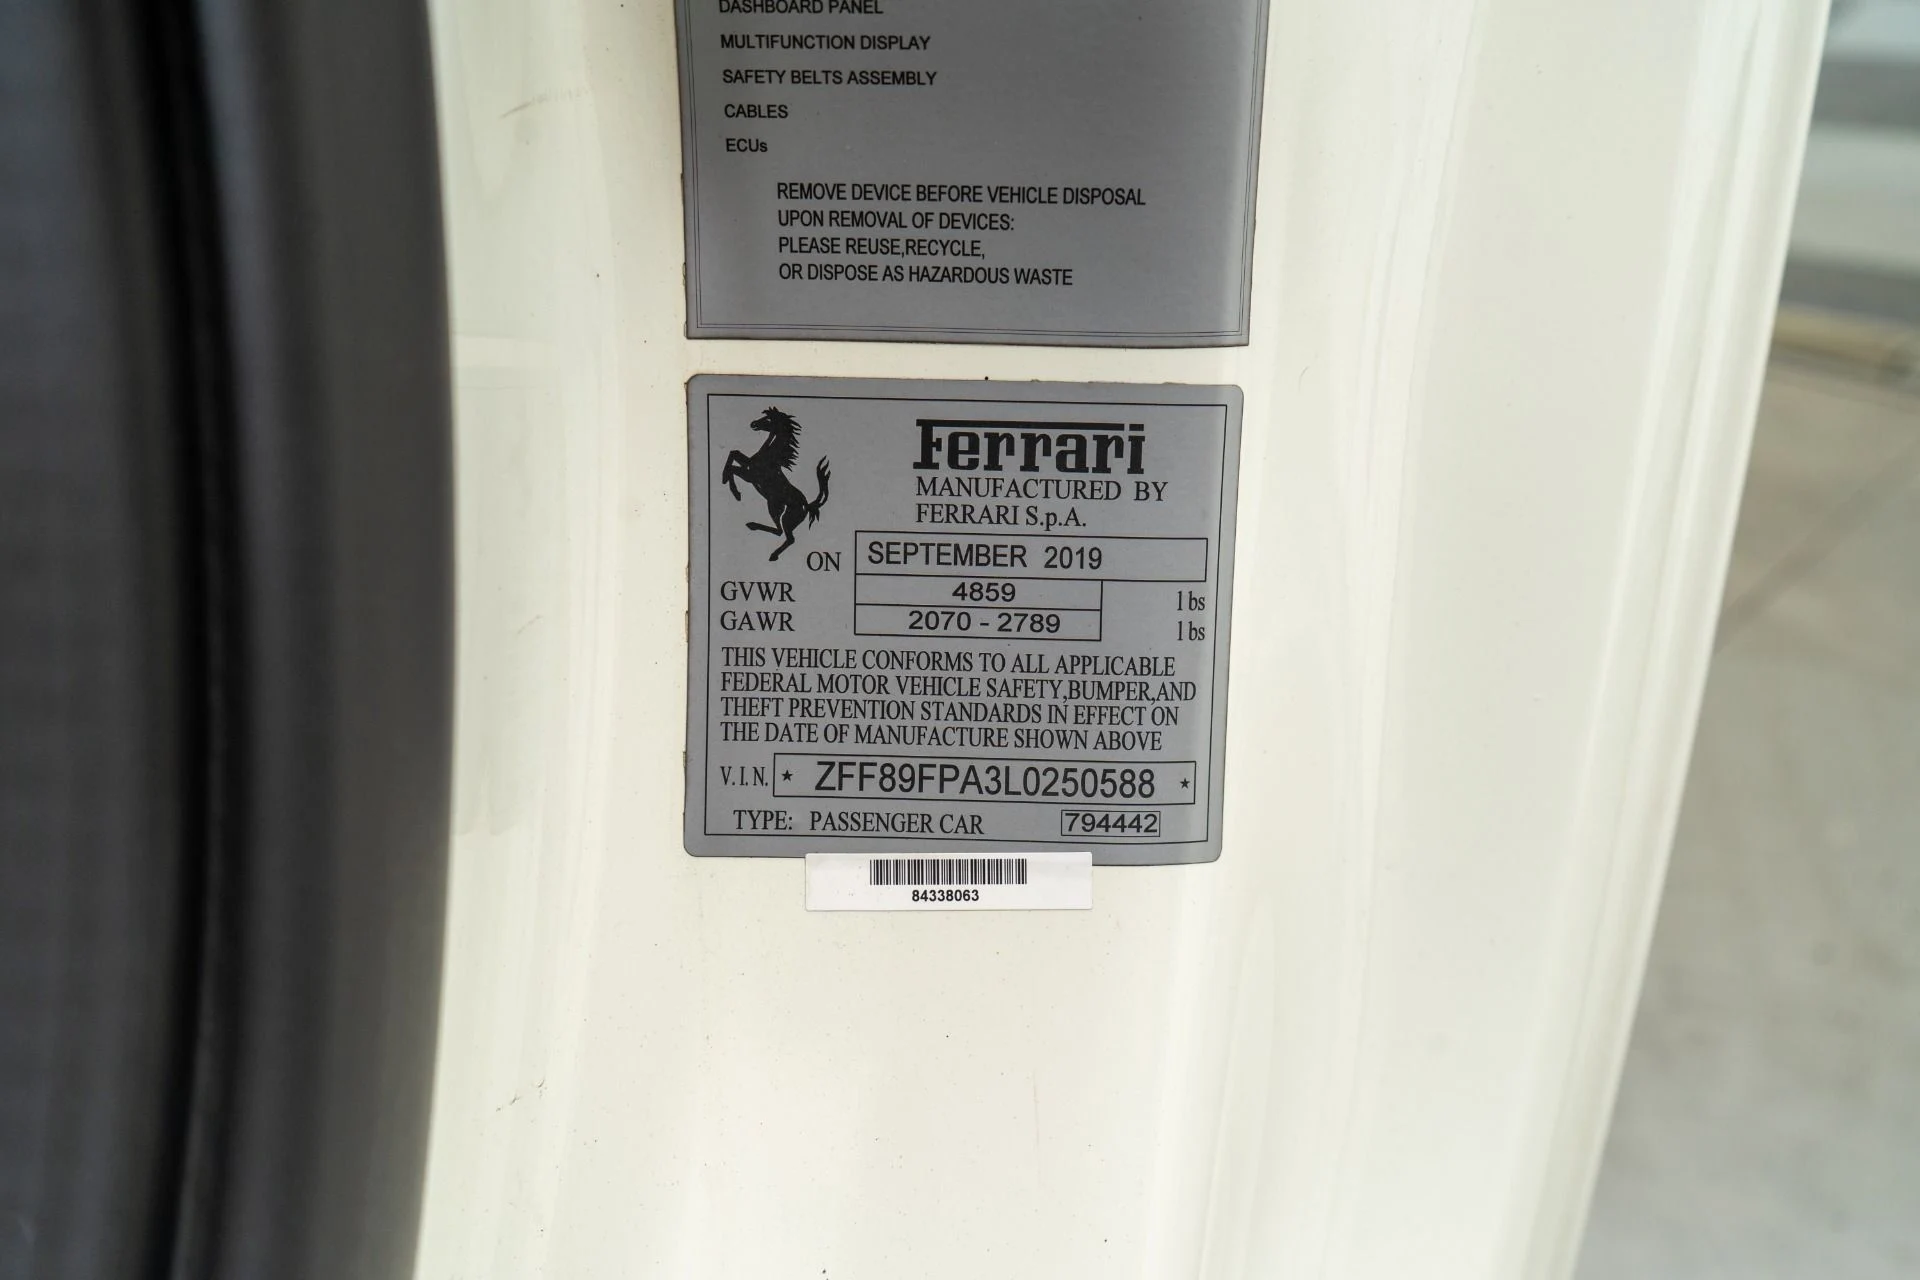 DASHBOARD PANEL
MULTIFUNCTION DISPLAY
SAFETY BELTS ASSEMBLY
CABLES
ECUs
REMOVE DEVICE BEFORE VEHICLE DISPOSAL
UPON REMOVAL OF DEVICES:
PLEASE REUSE,RECYCLE,
OR DISPOSE AS HAZARDOUS WASTE
Ferrari
MANUFACTURED BY
FERRARI S.p.A.
ON SEPTEMBER 2019
GVWR 4859 lbs
GAWR 2070 - 2789 lbs
THIS VEHICLE CONFORMS TO ALL APPLICABLE
FEDERAL MOTOR VEHICLE SAFETY,BUMPER,AND
THEFT PREVENTION STANDARDS IN EFFECT ON
THE DATE OF MANUFACTURE SHOWN ABOVE
V.I.N. ★ ZFF89FPA3L0250588 ★
TYPE: PASSENGER CAR 794442
84338063